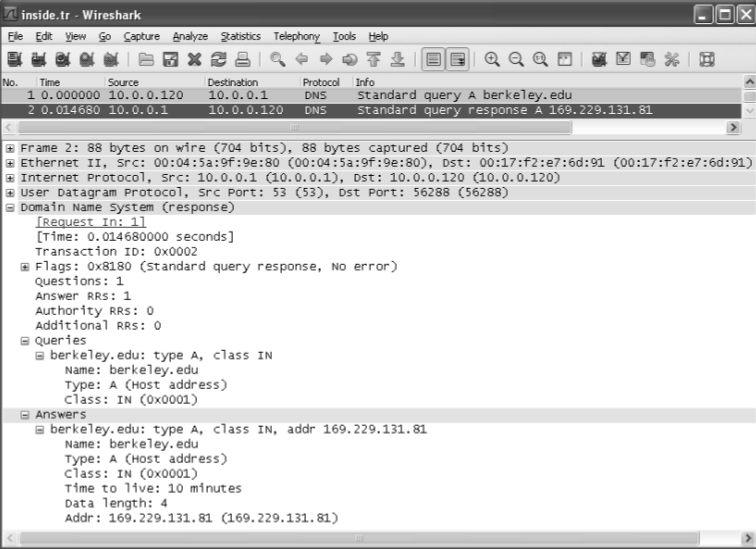 inside.tr - Wireshark
File Edit View Go Capture Analyze Statistics Telephony Tools Help
No. Time Source Destination Protocol Info
1 0.000000 10.0.0.120 10.0.0.1 DNS Standard query A berkeley.edu
2 0.014680 10.0.0.1 10.0.0.120 DNS Standard query response A 169.229.131.81
Frame 2: 88 bytes on wire (704 bits), 88 bytes captured (704 bits)
Ethernet II, Src: 00:04:5a:9f:9e:80 (00:04:5a:9f:9e:80), Dst: 00:17:f2:e7:6d:91 (00:17:f2:e7:6d:91)
Internet Protocol, Src: 10.0.0.1 (10.0.0.1), Dst: 10.0.0.120 (10.0.0.120)
User Datagram Protocol, Src Port: 53 (53), Dst Port: 56288 (56288)
Domain Name System (response)
[Request In: 1]
[Time: 0.014680000 seconds]
Transaction ID: 0x0002
Flags: 0x8180 (Standard query response, No error)
Questions: 1
Answer RRs: 1
Authority RRs: 0
Additional RRs: 0
Queries
berkeley.edu: type A, class IN
Name: berkeley.edu
Type: A (Host address)
Class: IN (0x0001)
Answers
berkeley.edu: type A, class IN, addr 169.229.131.81
Name: berkeley.edu
Type: A (Host address)
Class: IN (0x0001)
Time to live: 10 minutes
Data length: 4
Addr: 169.229.131.81 (169.229.131.81)